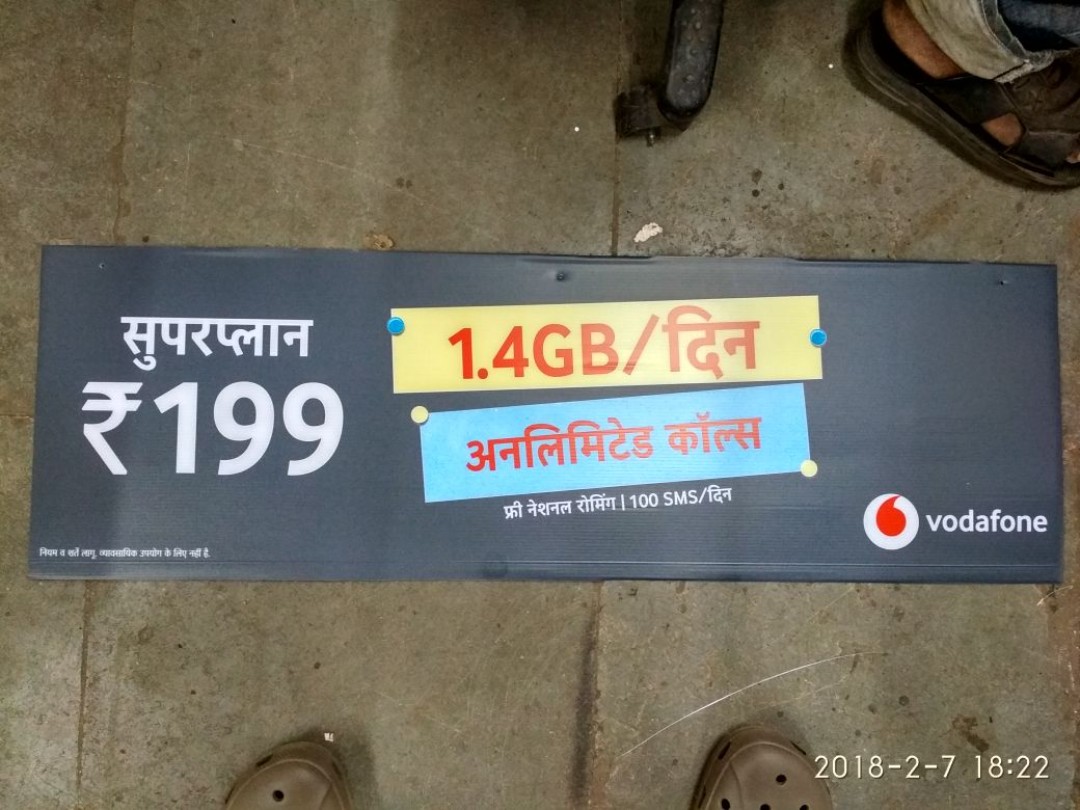 सुपरप्लान
₹199
1.4GB/दिन
अनलिमिटेड कॉल्स
फ्री नेशनल रोमिंग | 100 SMS/दिन
नियम व शर्तें लागू. व्यावसायिक उपयोग के लिए नहीं है.
vodafone
2018-2-7 18:22